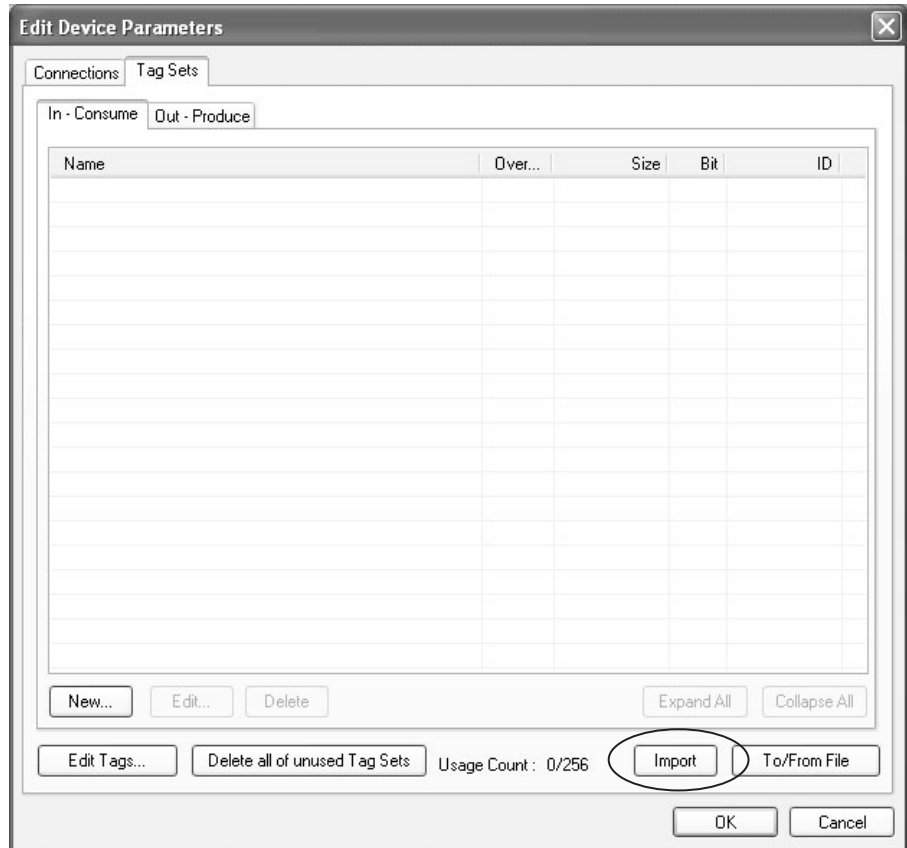 Edit Device Parameters
Connections Tag Sets
In - Consume Out - Produce
Name Over... Size Bit ID
New... Edit... Delete Expand All Collapse All
Edit Tags... Delete all of unused Tag Sets Usage Count : 0/256 Import To/From File
OK Cancel